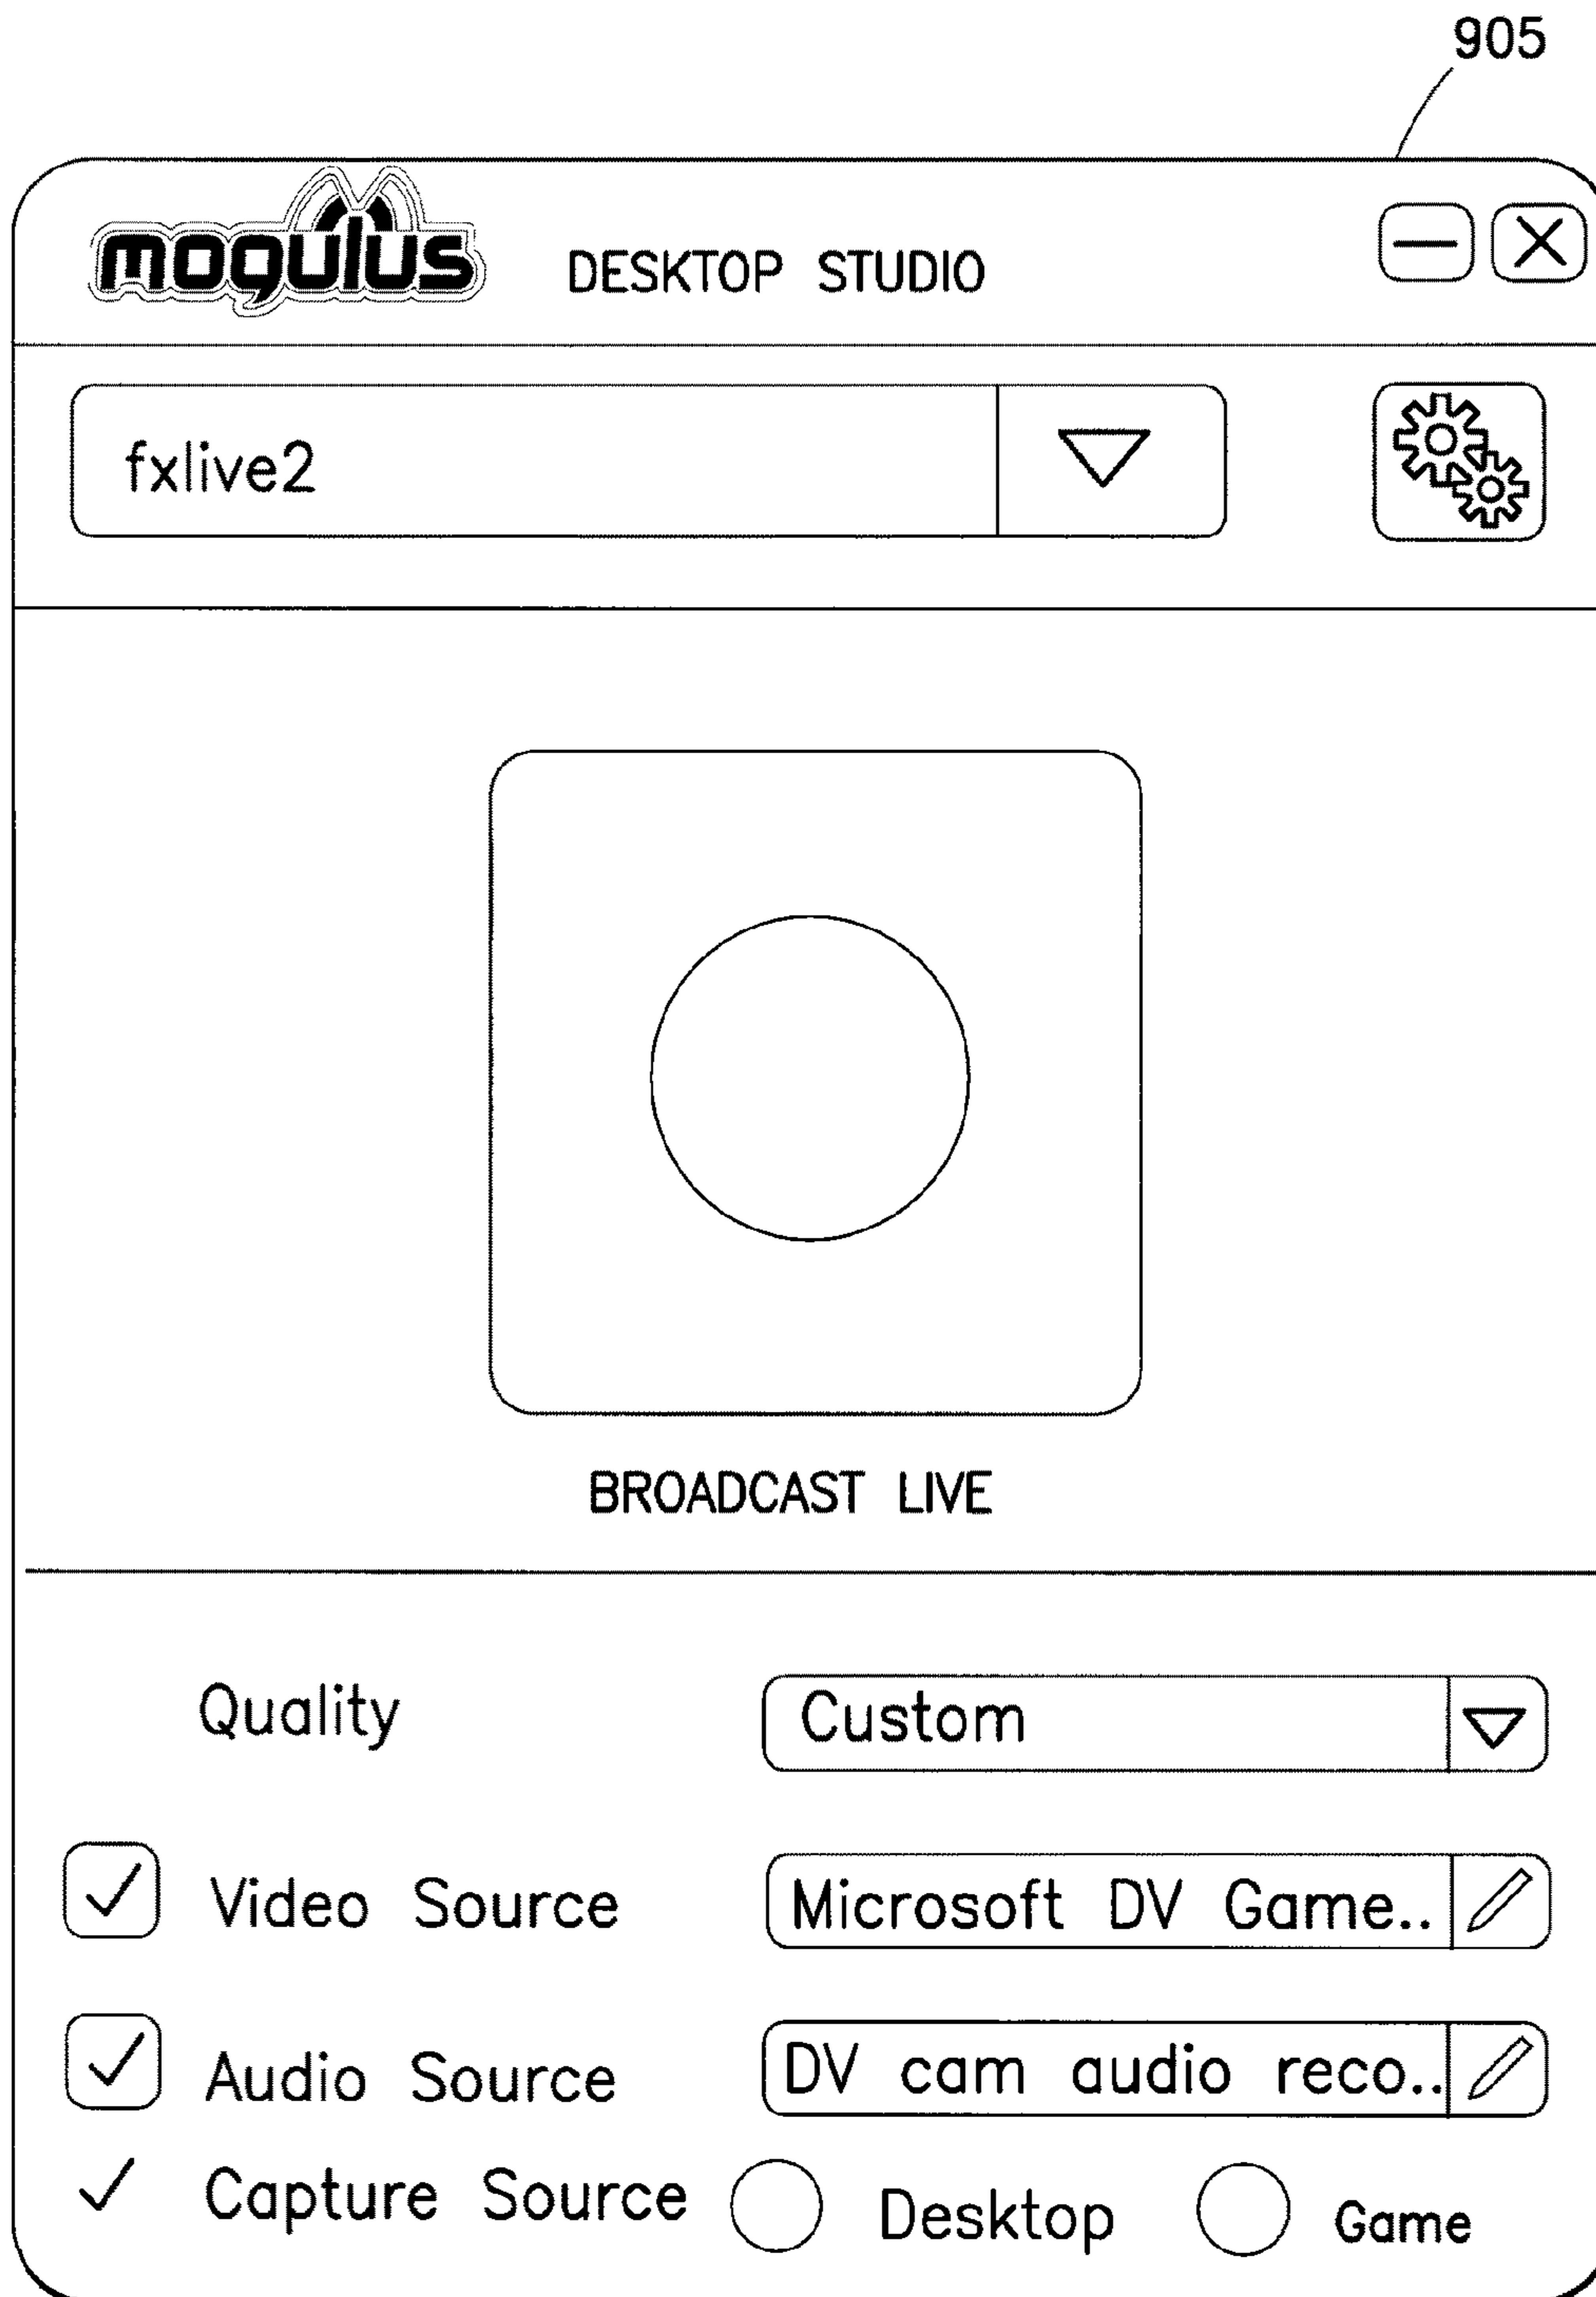 905
mogulus DESKTOP STUDIO
fxlive2
BROADCAST LIVE
Quality Custom
Video Source Microsoft DV Game..
Audio Source DV cam audio reco..
Capture Source Desktop Game